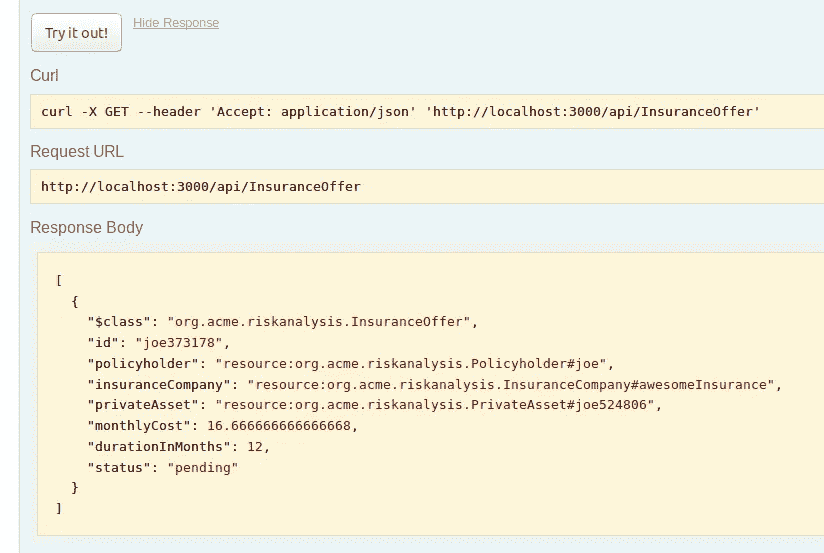 Try it out!
Hide Response
Curl
curl -X GET --header 'Accept: application/json' 'http://localhost:3000/api/InsuranceOffer'
Request URL
http://localhost:3000/api/InsuranceOffer
Response Body
[
  {
    "$class": "org.acme.riskanalysis.InsuranceOffer",
    "id": "joe373178",
    "policyholder": "resource:org.acme.riskanalysis.Policyholder#joe",
    "insuranceCompany": "resource:org.acme.riskanalysis.InsuranceCompany#awesomeInsurance",
    "privateAsset": "resource:org.acme.riskanalysis.PrivateAsset#joe524806",
    "monthlyCost": 16.666666666666668,
    "durationInMonths": 12,
    "status": "pending"
  }
]